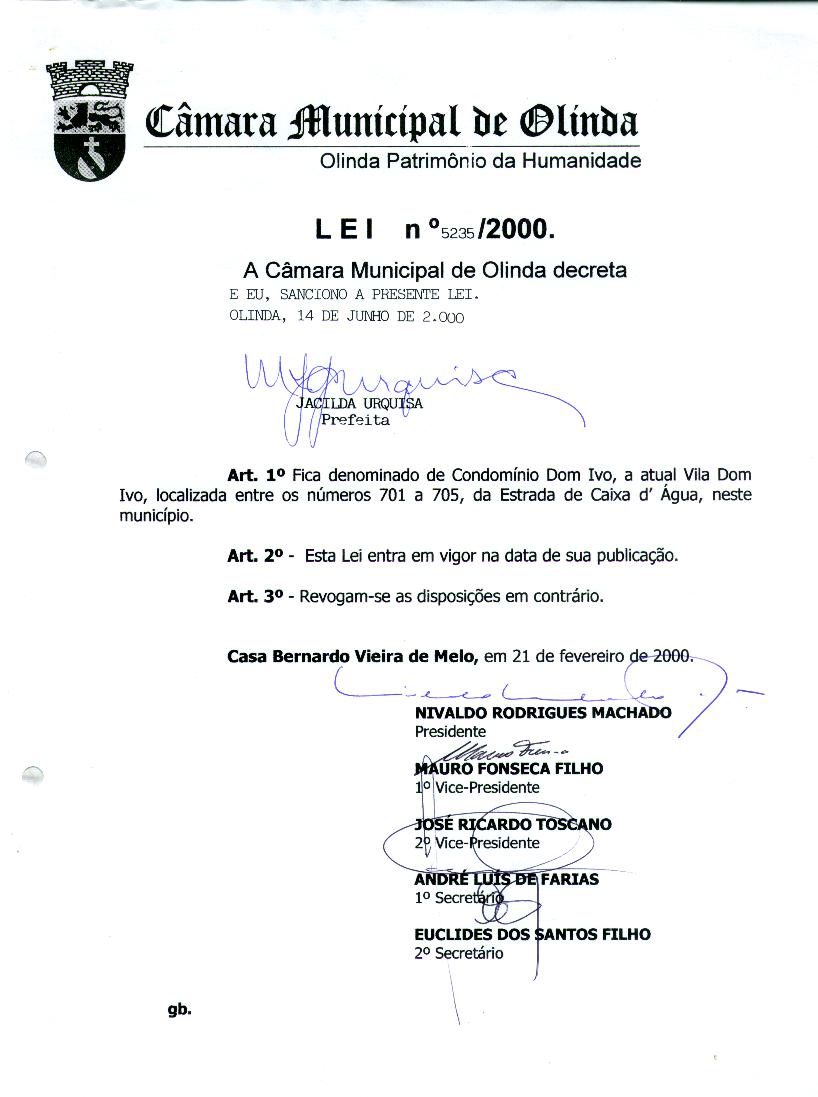 Câmara Municipal de Olinda
Olinda Patrimônio da Humanidade
LEI nº 5235/2000.
A Câmara Municipal de Olinda decreta
E EU, SANCIONO A PRESENTE LEI.
OLINDA, 14 DE JUNHO DE 2.000
JACILDA URQUISA
Prefeita
Art. 1º Fica denominado de Condomínio Dom Ivo, a atual Vila Dom
Ivo, localizada entre os números 701 a 705, da Estrada de Caixa d' Água, neste
município.
Art. 2º - Esta Lei entra em vigor na data de sua publicação.
Art. 3º - Revogam-se as disposições em contrário.
Casa Bernardo Vieira de Melo, em 21 de fevereiro de 2000.
NIVALDO RODRIGUES MACHADO
Presidente
MAURO FONSECA FILHO
1º Vice-Presidente
JOSÉ RICARDO TOSCANO
2º Vice-Presidente
ANDRÉ LUÍS DE FARIAS
1º Secretário
EUCLIDES DOS SANTOS FILHO
2º Secretário
gb.